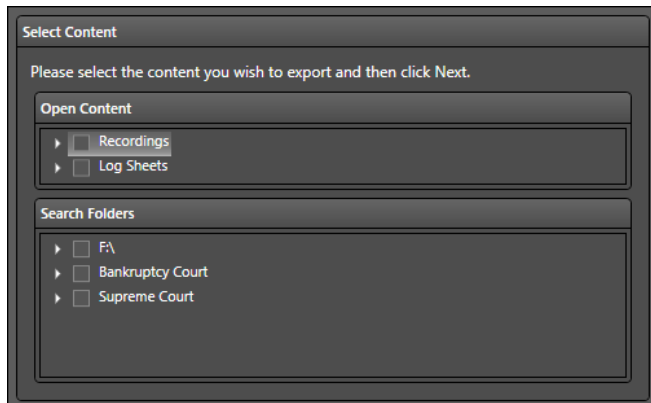 Select Content
Please select the content you wish to export and then click Next.
Open Content
Recordings
Log Sheets
Search Folders
F:\
Bankruptcy Court
Supreme Court